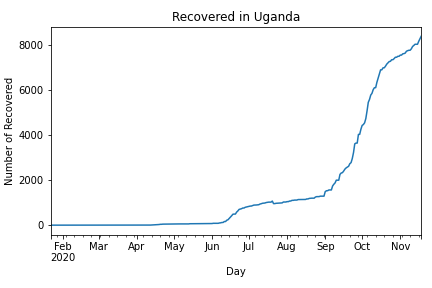 Recovered in Uganda
Number of Recovered
8000
6000
4000
2000
0
Feb Mar Apr May Jun Jul Aug Sep Oct Nov
2020
Day